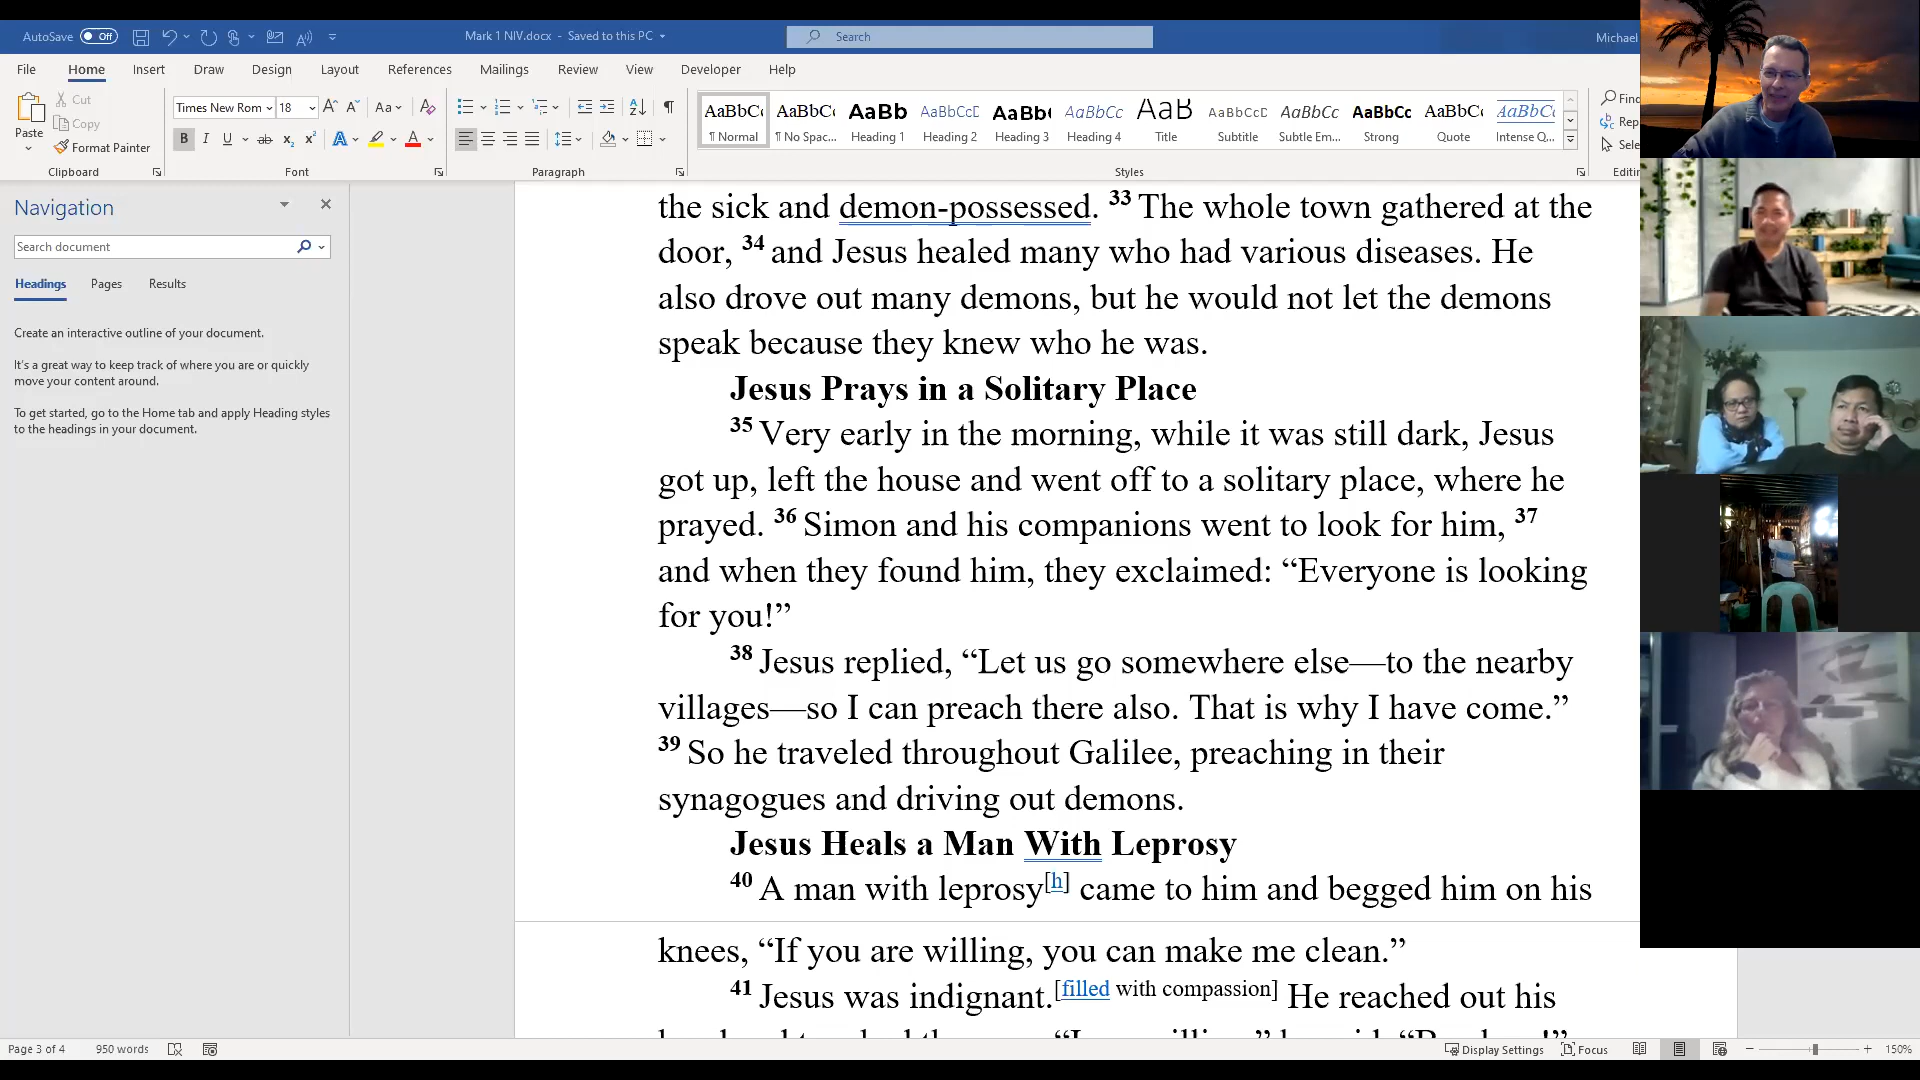 AutoSave Off
Mark 1 NIV.docx - Saved to this PC
Search
Michael
File Home Insert Draw Design Layout References Mailings Review View Developer Help
Paste
Cut
Copy
Format Painter
Clipboard
Times New Rom 18
Font
Paragraph
AaBbCc AaBbCc AaBb AaBbCcD AaBb AaBbCc AaB AaBbCcD AaBbCc AaBbCc AaBbCc AaBbCc
¶ Normal ¶ No Spac... Heading 1 Heading 2 Heading 3 Heading 4 Title Subtitle Subtle Em... Strong Quote Intense Q...
Styles
Find
Rep
Sele
Editin
Navigation
Search document
Headings Pages Results
Create an interactive outline of your document.
It's a great way to keep track of where you are or quickly
move your content around.
To get started, go to the Home tab and apply Heading styles
to the headings in your document.
the sick and demon-possessed. 33 The whole town gathered at the
door, 34 and Jesus healed many who had various diseases. He
also drove out many demons, but he would not let the demons
speak because they knew who he was.
Jesus Prays in a Solitary Place
35 Very early in the morning, while it was still dark, Jesus
got up, left the house and went off to a solitary place, where he
prayed. 36 Simon and his companions went to look for him, 37
and when they found him, they exclaimed: “Everyone is looking
for you!”
38 Jesus replied, “Let us go somewhere else—to the nearby
villages—so I can preach there also. That is why I have come.”
39 So he traveled throughout Galilee, preaching in their
synagogues and driving out demons.
Jesus Heals a Man With Leprosy
40 A man with leprosy[h] came to him and begged him on his
knees, “If you are willing, you can make me clean.”
41 Jesus was indignant.[filled with compassion] He reached out his
Page 3 of 4 950 words
Display Settings Focus 150%